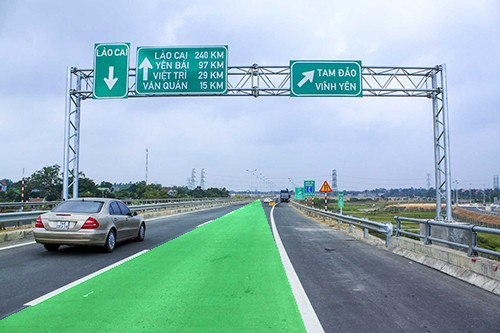 LÀO CAI
LÀO CAI 240 KM
YÊN BÁI 97 KM
VIỆT TRÌ 29 KM
VĂN QUÁN 15 KM
TAM ĐẢO
VĨNH YÊN